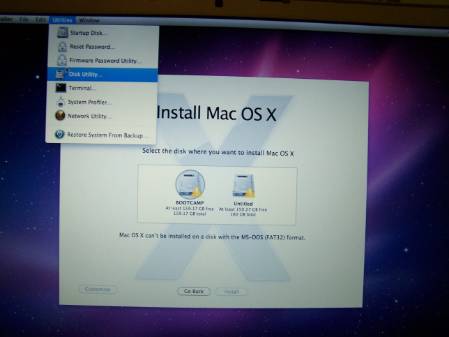 File Edit Utilities Window
Startup Disk...
Reset Password...
Firmware Password Utility...
Disk Utility...
Terminal...
System Profiler...
Network Utility...
Restore System From Backup...
Install Mac OS X
Select the disk where you want to install Mac OS X
BOOTCAMP Untitled
Mac OS X can't be installed on a disk with the MS-DOS (FAT32) format.
Customize Go Back Install